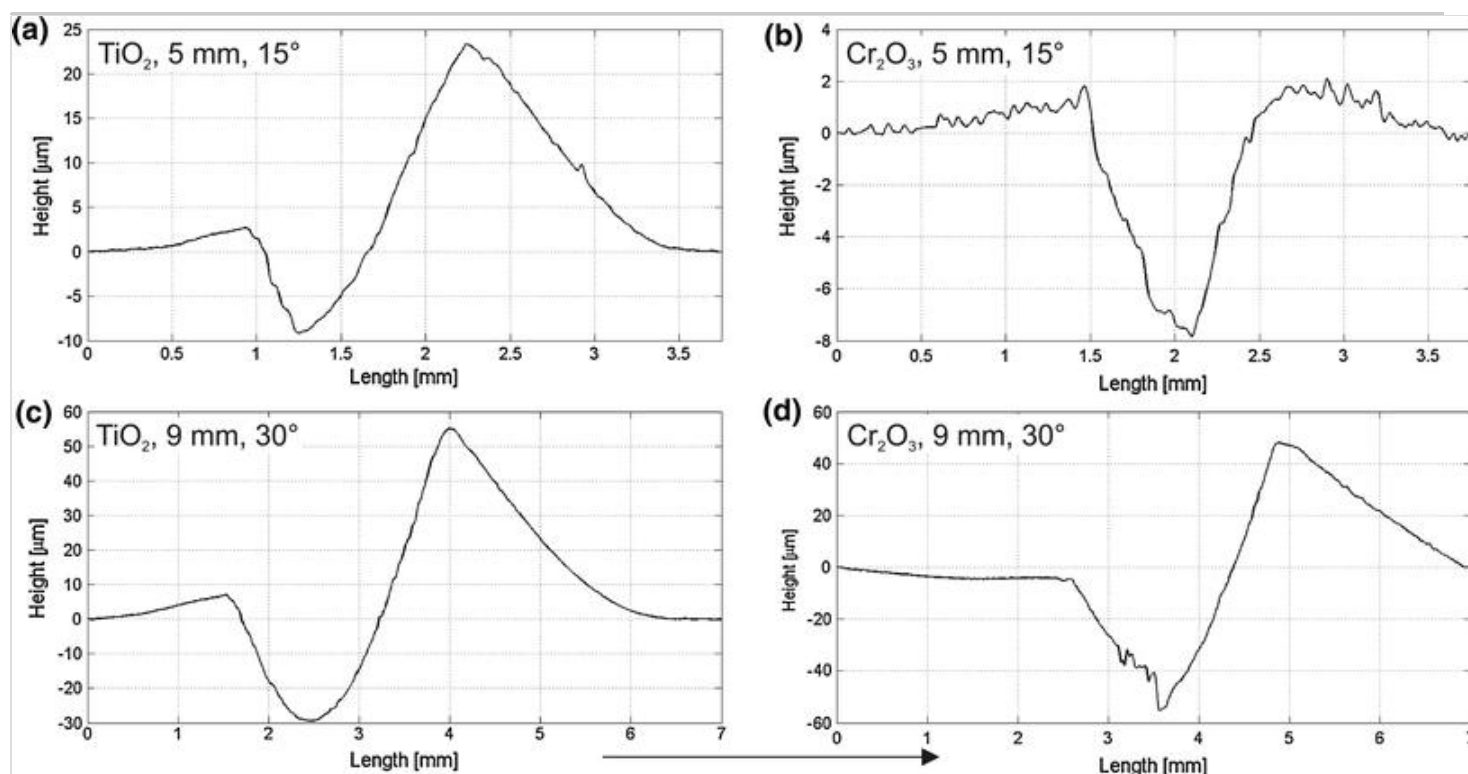 (a)
TiO₂, 5 mm, 15°
25
20
15
10
5
0
-5
-10
Height [μm]
0 0.5 1 1.5 2 2.5 3 3.5
Length [mm]
(b)
Cr₂O₃, 5 mm, 15°
4
2
0
-2
-4
-6
-8
Height [μm]
0 0.5 1 1.5 2 2.5 3 3.5
Length [mm]
(c)
TiO₂, 9 mm, 30°
60
50
40
30
20
10
0
-10
-20
-30
Height [μm]
0 1 2 3 4 5 6 7
Length [mm]
(d)
Cr₂O₃, 9 mm, 30°
60
40
20
0
-20
-40
-60
Height [μm]
0 1 2 3 4 5 6 7
Length [mm]